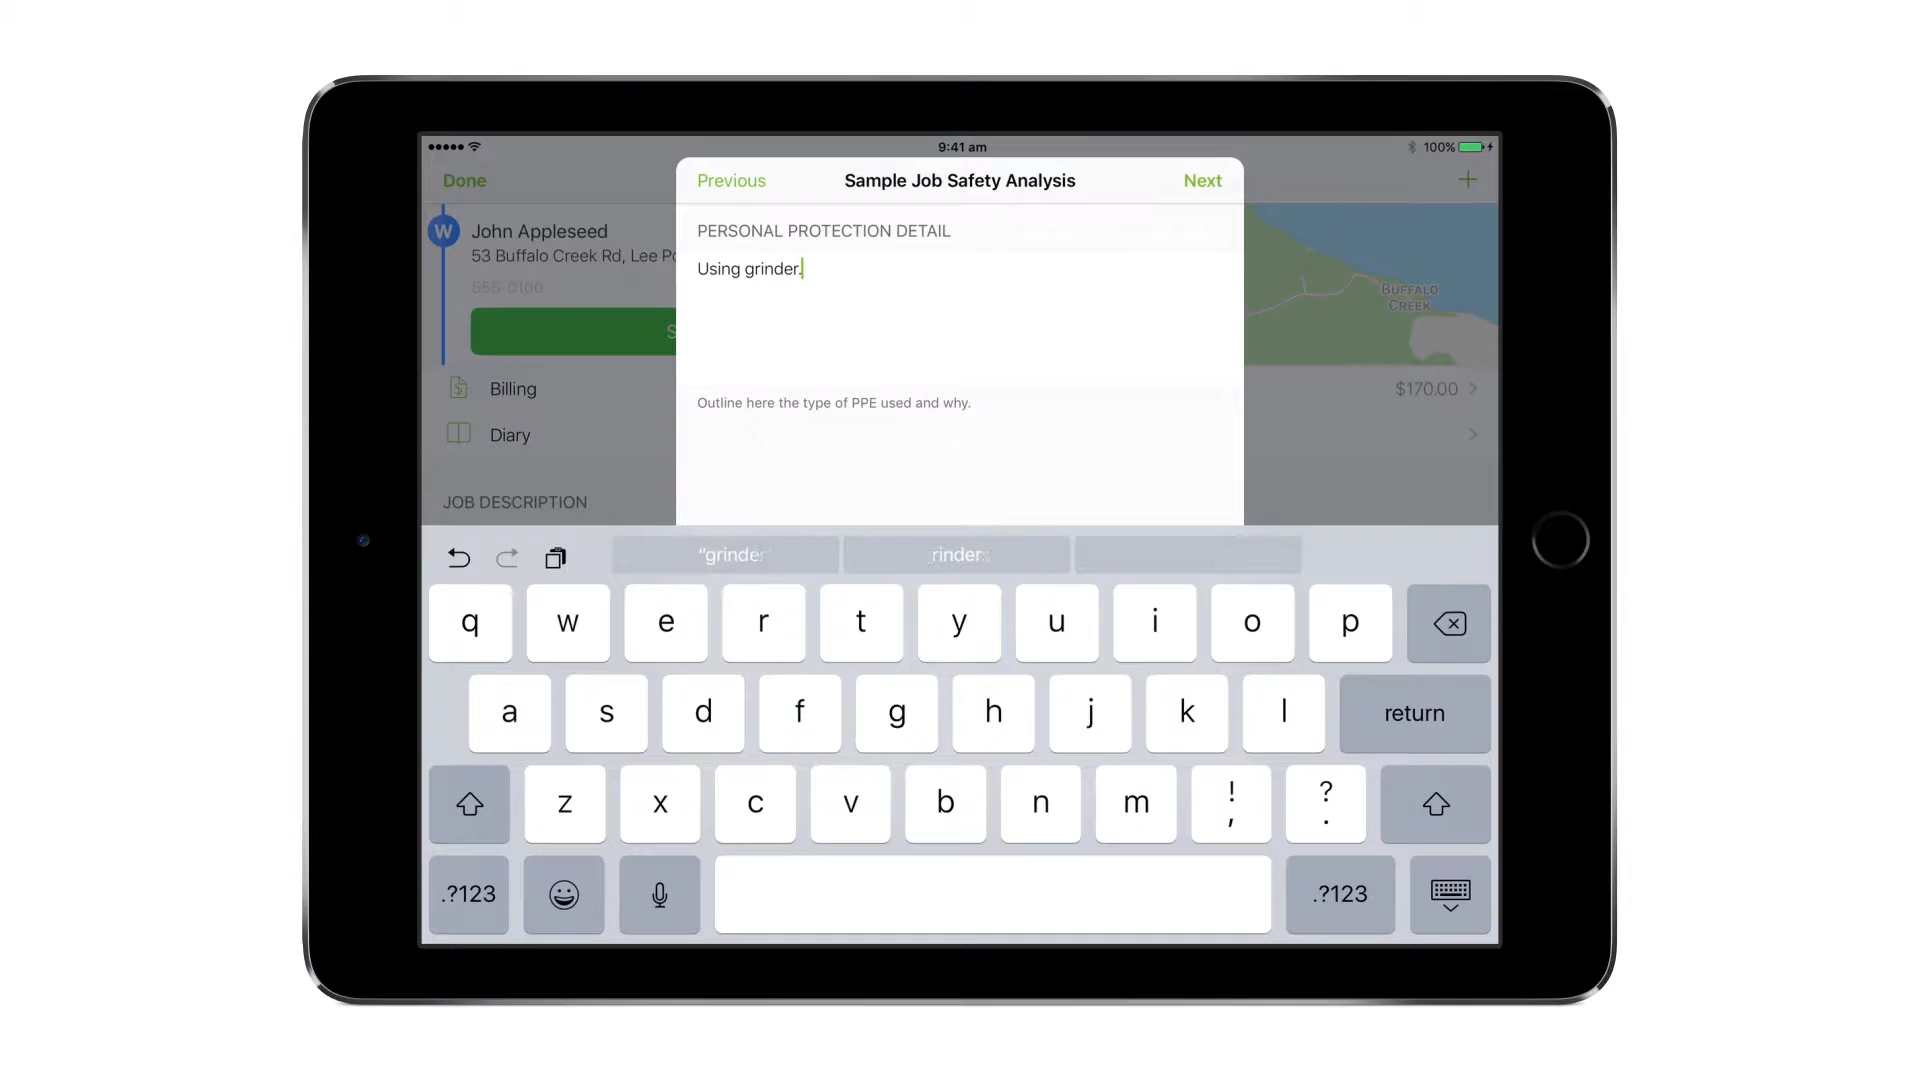 9:41 am
100%
Done
Previous
Sample Job Safety Analysis
Next
W
John Appleseed
53 Buffalo Creek Rd, Lee
555-0100
PERSONAL PROTECTION DETAIL
Using grinder.
BUFFALO
CREEK
Billing
$170.00
Diary
Outline here the type of PPE used and why.
JOB DESCRIPTION
q w e r t y u i o p
a s d f g h j k l return
z x c v b n m ! , ? .
.?123 .?123